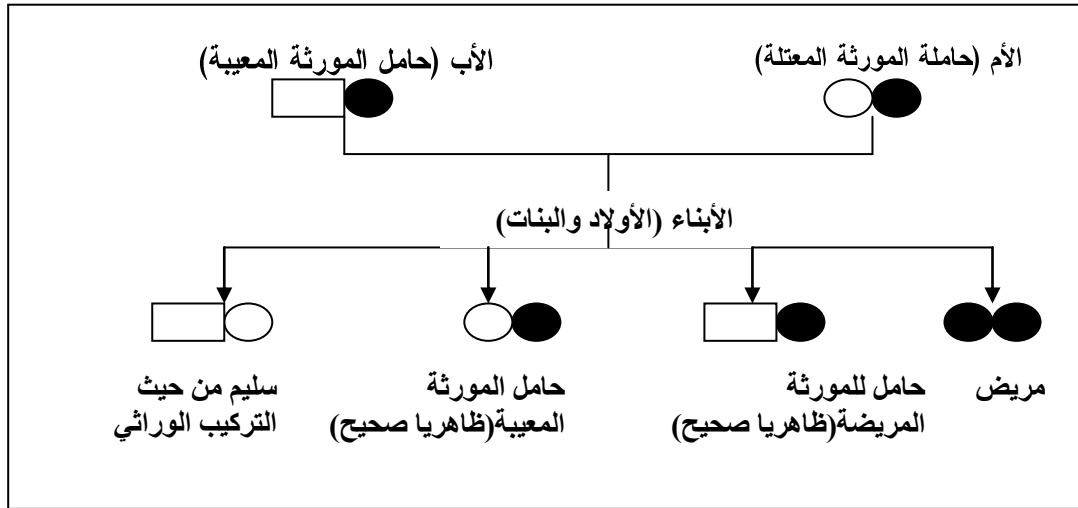 الأم (حاملة المورثة المعتلة)
الأب (حامل المورثة المعيبة)
الأبناء (الأولاد والبنات)
مريض
حامل للمورثة
المريضة(ظاهريا صحيح)
حامل المورثة
المعيبة(ظاهريا صحيح)
سليم من حيث
التركيب الوراثي